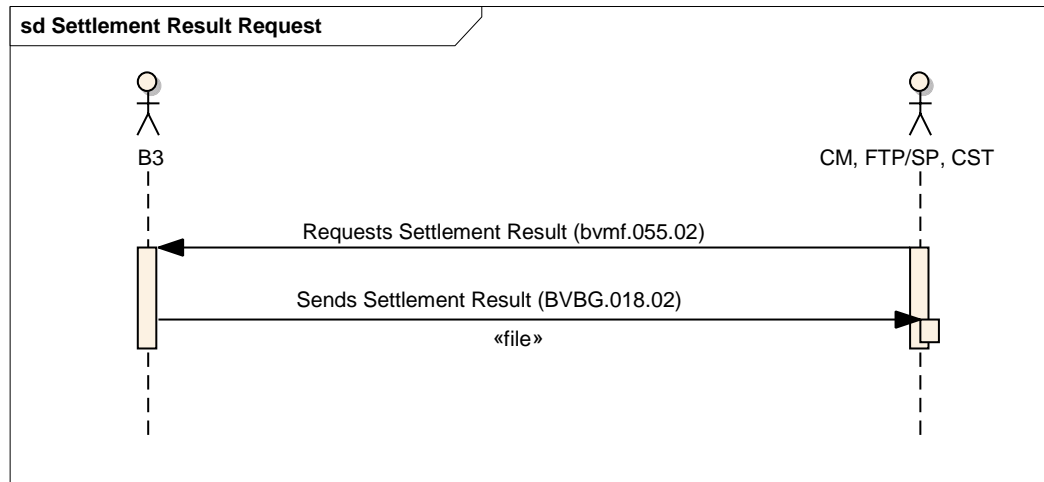 sd Settlement Result Request
B3
CM, FTP/SP, CST
Requests Settlement Result (bvmf.055.02)
Sends Settlement Result (BVBG.018.02)
«file»